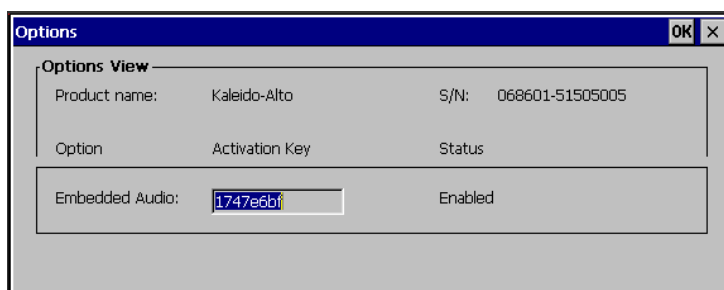 Options OK ×
Options View
Product name: Kaleido-Alto S/N: 068601-51505005
Option Activation Key Status
Embedded Audio: 1747e6bf Enabled